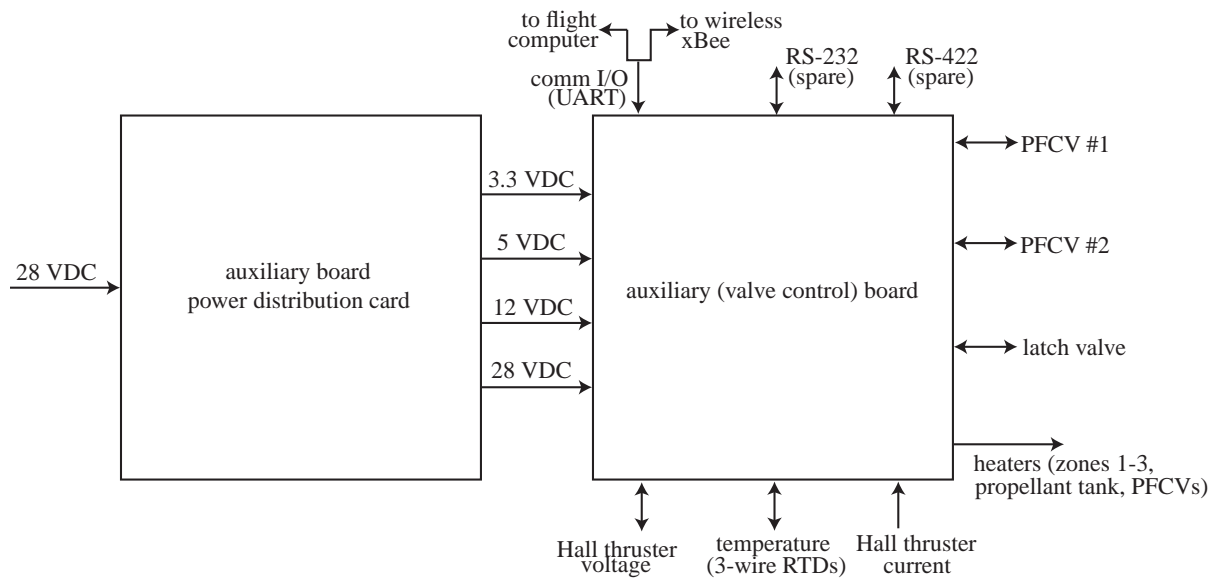 to flight
computer
to wireless
xBee
comm I/O
(UART)
RS-232
(spare)
RS-422
(spare)
28 VDC
auxiliary board
power distribution card
3.3 VDC
5 VDC
12 VDC
28 VDC
auxiliary (valve control) board
PFCV #1
PFCV #2
latch valve
heaters (zones 1-3,
propellant tank, PFCVs)
Hall thruster
voltage
temperature
(3-wire RTDs)
Hall thruster
current